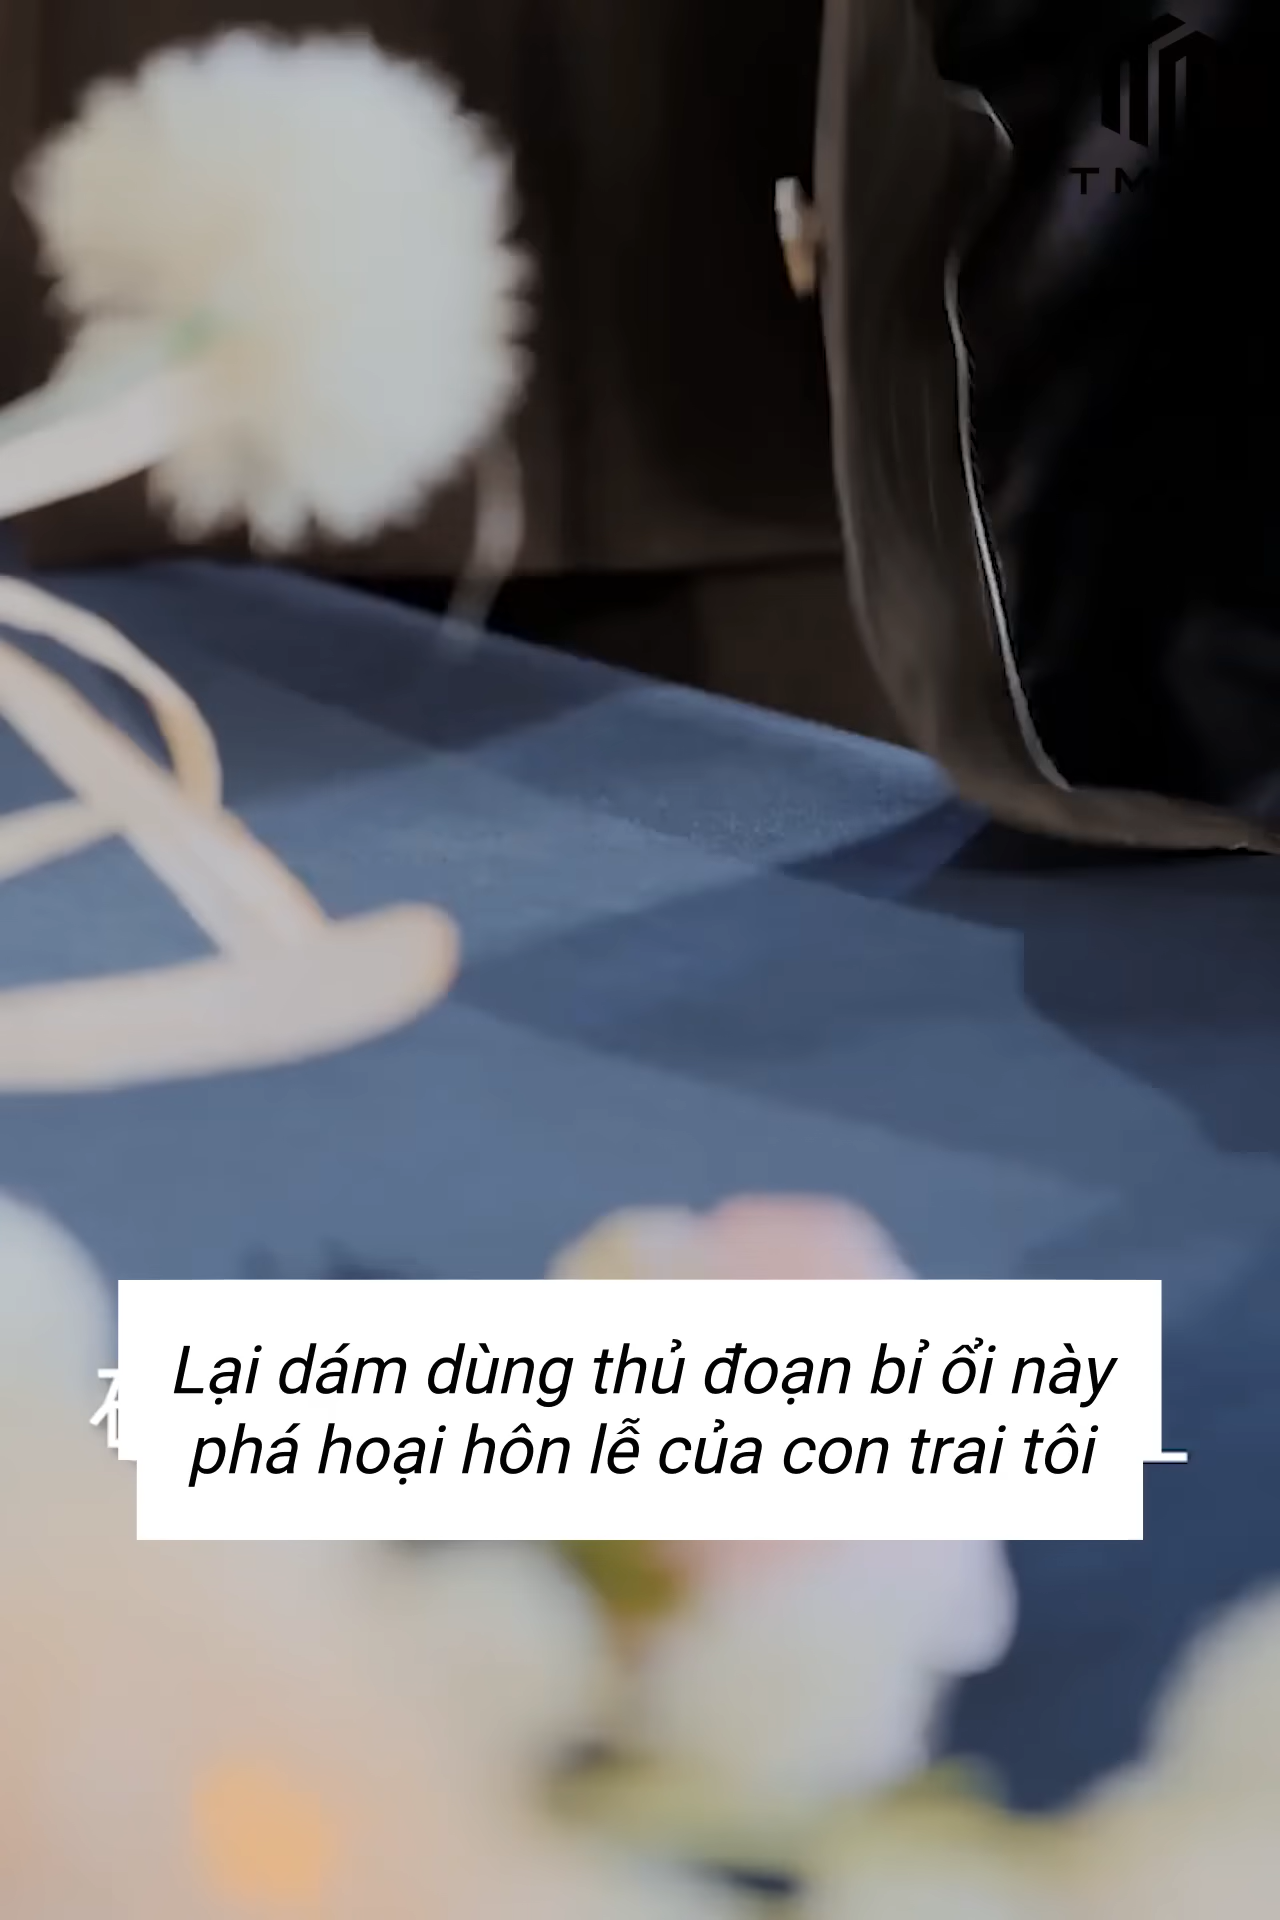 Lại dám dùng thủ đoạn bỉ ổi này
phá hoại hôn lễ của con trai tôi